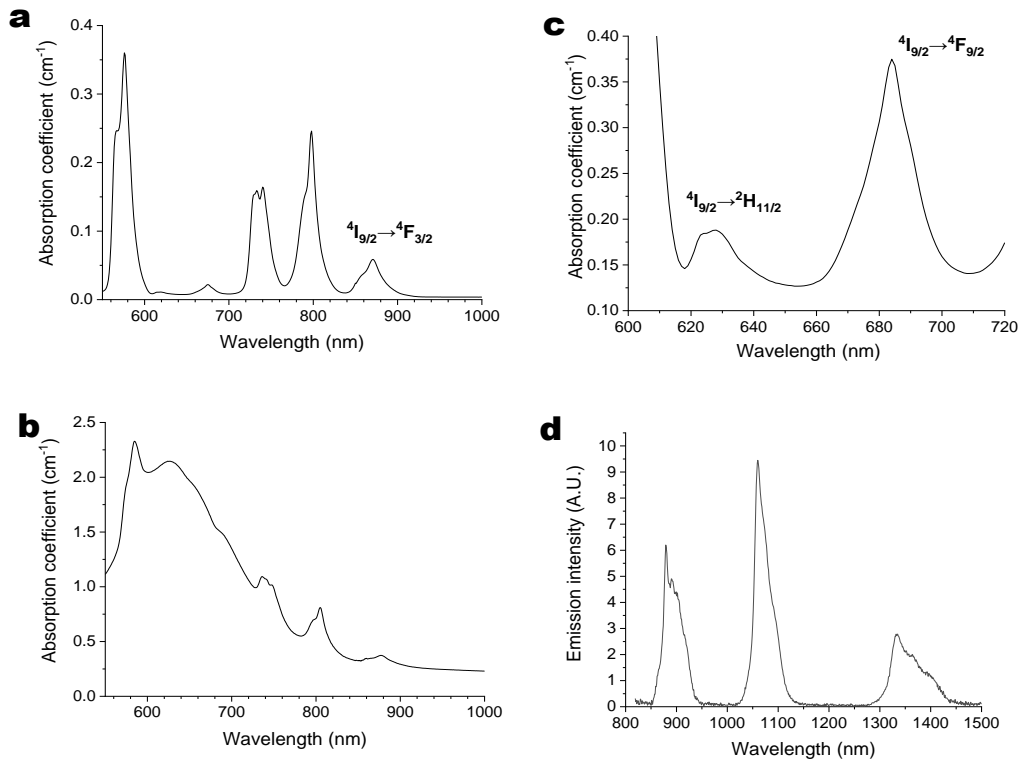 a
Absorption coefficient (cm⁻¹)
0.4
0.3
0.2
0.1
0.0
⁴I₉/₂→⁴F₃/₂
600 700 800 900 1000
Wavelength (nm)
c
Absorption coefficient (cm⁻¹)
0.40
0.35
0.30
0.25
0.20
0.15
0.10
⁴I₉/₂→⁴F₉/₂
⁴I₉/₂→²H₁₁/₂
600 620 640 660 680 700 720
Wavelength (nm)
b
Absorption coefficient (cm⁻¹)
2.5
2.0
1.5
1.0
0.5
0.0
600 700 800 900 1000
Wavelength (nm)
d
Emission intensity (A.U.)
10
9
8
7
6
5
4
3
2
1
0
800 900 1000 1100 1200 1300 1400 1500
Wavelength (nm)